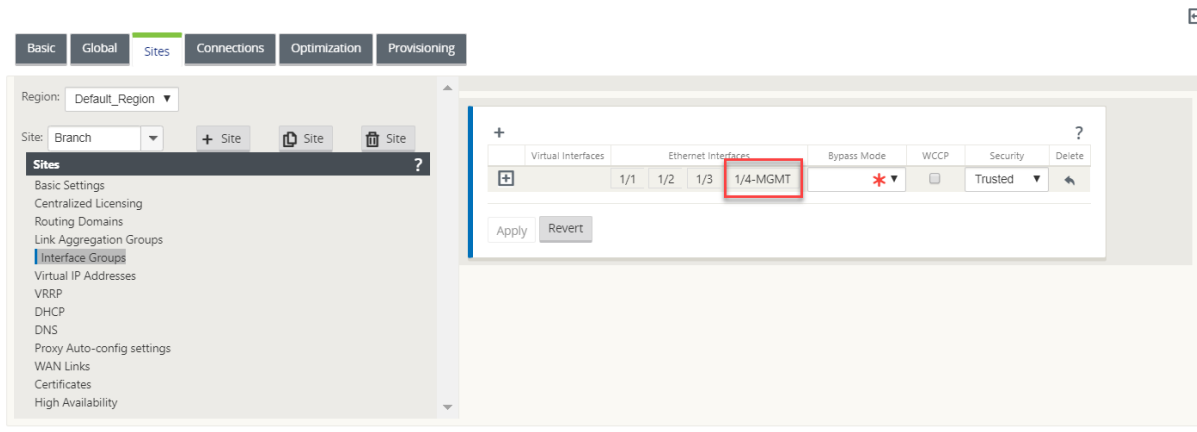 Basic Global Sites Connections Optimization Provisioning
Region: Default_Region ▼
Site: Branch + Site Site Site
Sites ?
Basic Settings
Centralized Licensing
Routing Domains
Link Aggregation Groups
Interface Groups
Virtual IP Addresses
VRRP
DHCP
DNS
Proxy Auto-config settings
WAN Links
Certificates
High Availability
+ ?
Virtual Interfaces Ethernet Interfaces Bypass Mode WCCP Security Delete
1/1 1/2 1/3 1/4-MGMT * ▼ Trusted ▼
Apply Revert